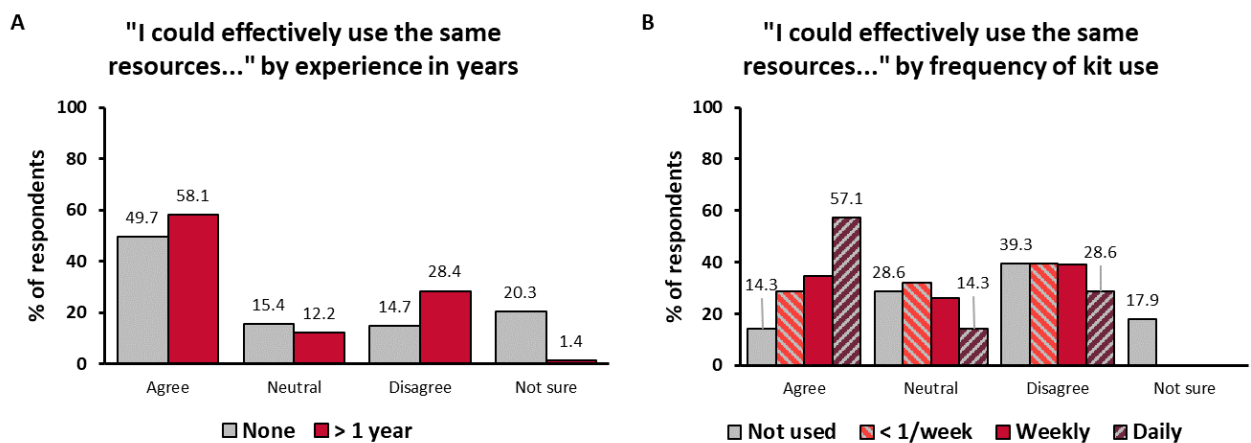 A
"I could effectively use the same
resources..." by experience in years
% of respondents
100
80
60
40
20
0
49.7
58.1
15.4
12.2
14.7
28.4
20.3
1.4
Agree
Neutral
Disagree
Not sure
None
> 1 year
B
"I could effectively use the same
resources..." by frequency of kit use
% of respondents
100
80
60
40
20
0
14.3
57.1
28.6
14.3
39.3
28.6
17.9
Agree
Neutral
Disagree
Not sure
Not used
< 1/week
Weekly
Daily